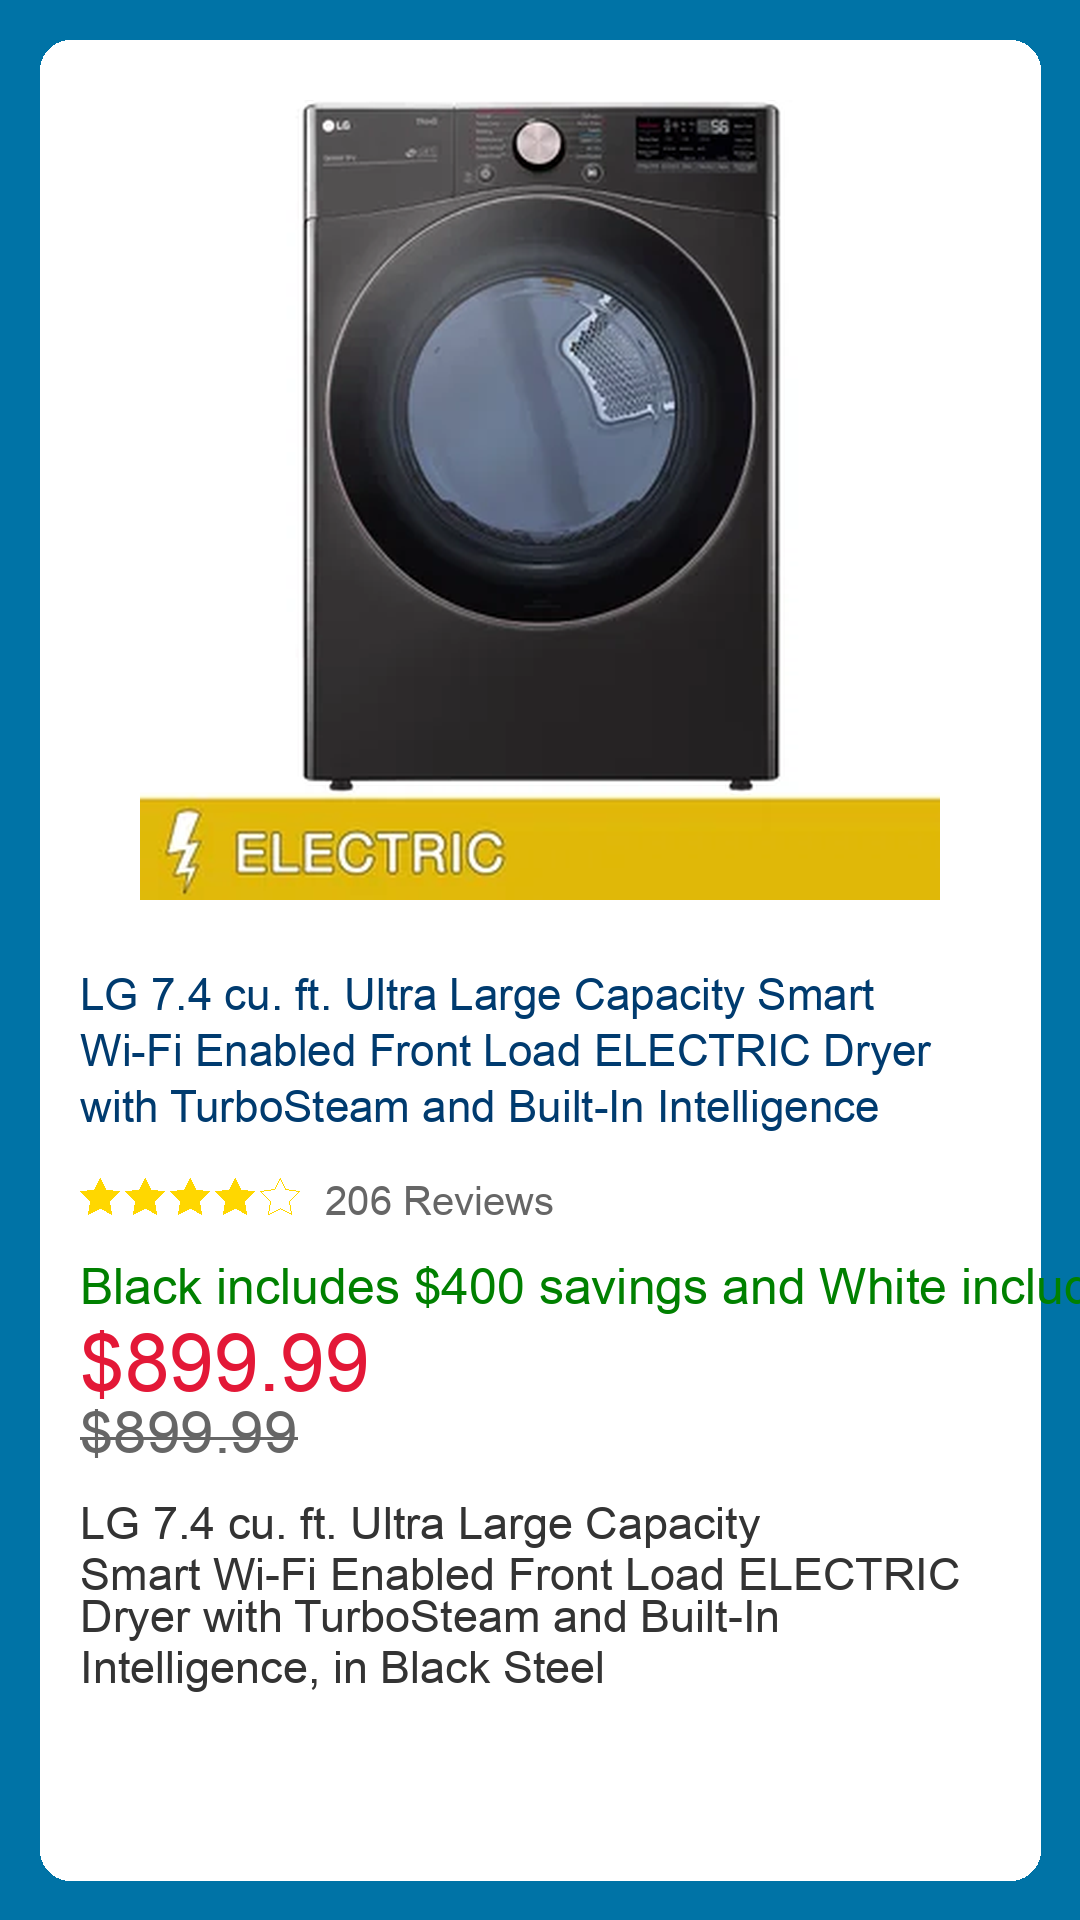 LG
56
ELECTRIC
LG 7.4 cu. ft. Ultra Large Capacity Smart
Wi-Fi Enabled Front Load ELECTRIC Dryer
with TurboSteam and Built-In Intelligence
206 Reviews
Black includes $400 savings and White includ
$899.99
$899.99
LG 7.4 cu. ft. Ultra Large Capacity
Smart Wi-Fi Enabled Front Load ELECTRIC
Dryer with TurboSteam and Built-In
Intelligence, in Black Steel